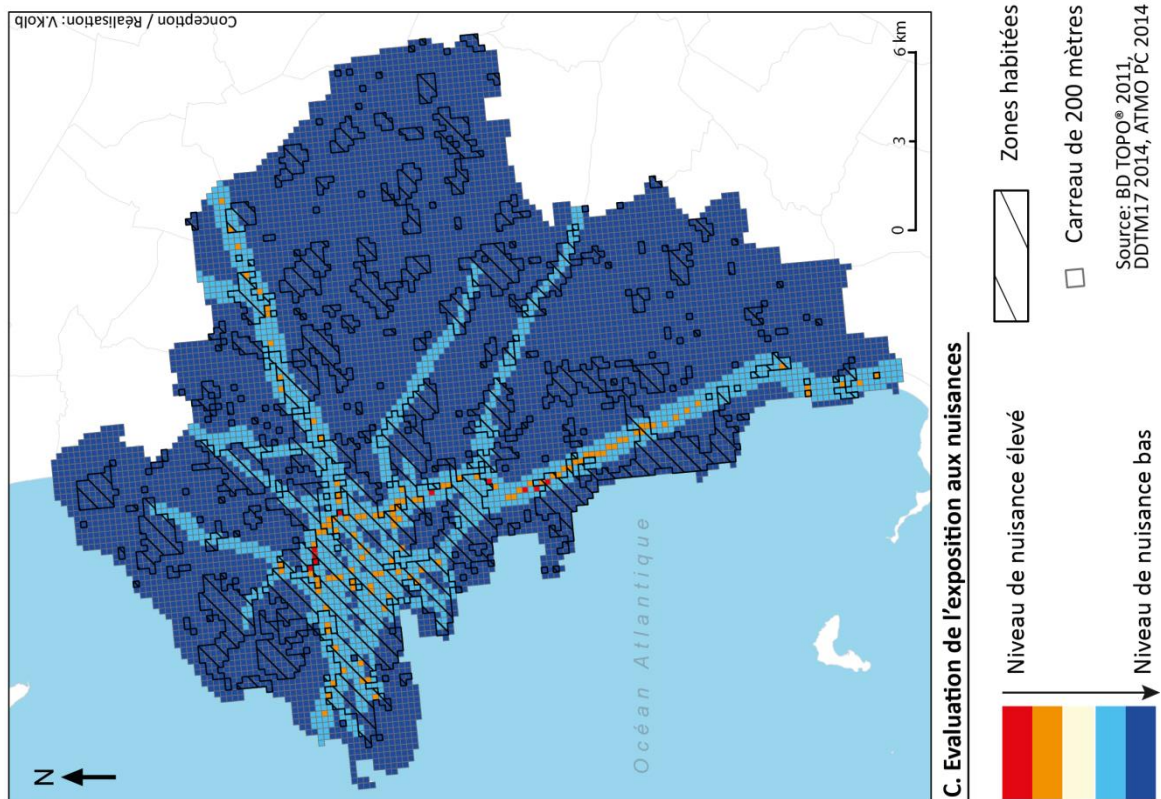 Conception / Réalisation: V.Kolb
N
Océan Atlantique
0 3 6 km
C. Evaluation de l'exposition aux nuisances
Niveau de nuisance élevé
Niveau de nuisance bas
Zones habitées
Carreau de 200 mètres
Source: BD TOPO® 2011,
DDTM17 2014, ATMO PC 2014